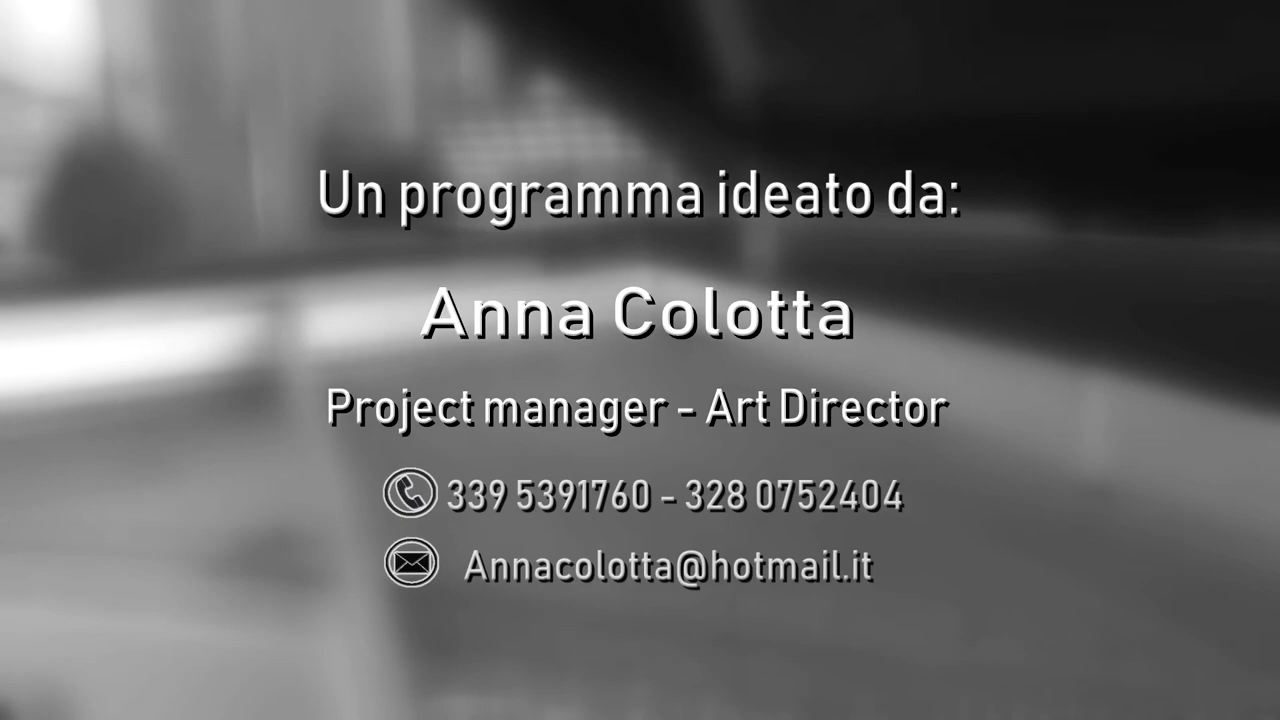 Un programma ideato da:
Anna Colotta
Project manager - Art Director
339 5391760 - 328 0752404
Annacolotta@hotmail.it